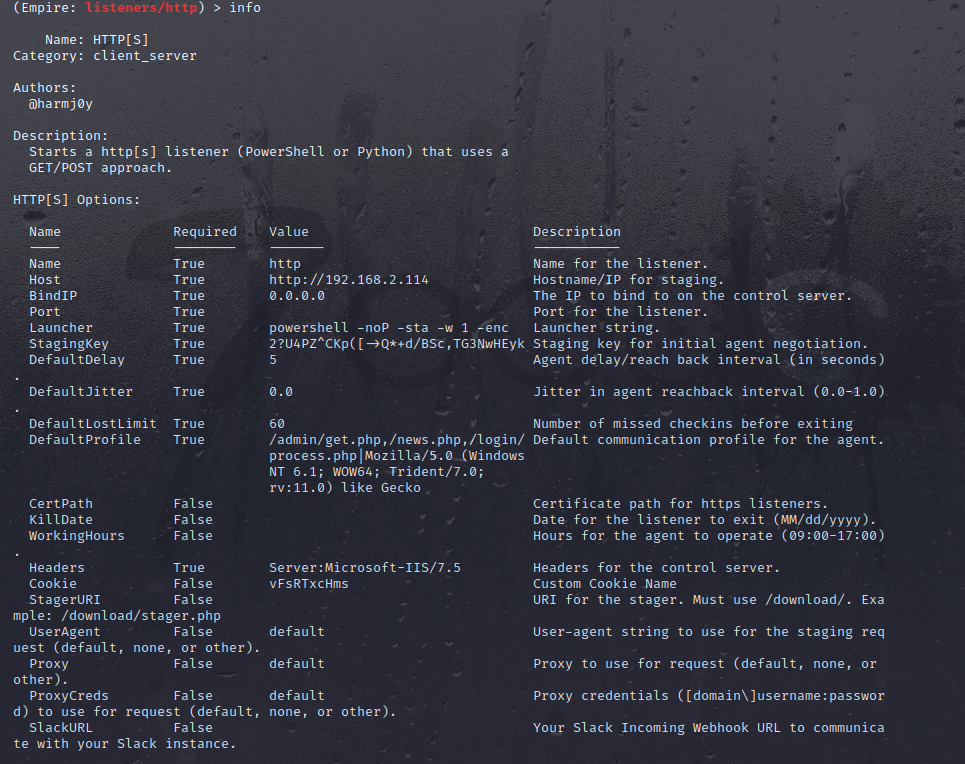 (Empire: listeners/http) > info
Name: HTTP[S]
Category: client_server
Authors:
@harmj0y
Description:
Starts a http[s] listener (PowerShell or Python) that uses a
GET/POST approach.
HTTP[S] Options:
Name Required Value Description
Name True http Name for the listener.
Host True http://192.168.2.114 Hostname/IP for staging.
BindIP True 0.0.0.0 The IP to bind to on the control server.
Port True Port for the listener.
Launcher True powershell -noP -sta -w 1 -enc Launcher string.
StagingKey True 2?U4PZ^CKp([->Q*+d/BSc,TG3NwHEyk Staging key for initial agent negotiation.
DefaultDelay True 5 Agent delay/reach back interval (in seconds)
.
DefaultJitter True 0.0 Jitter in agent reachback interval (0.0-1.0)
.
DefaultLostLimit True 60 Number of missed checkins before exiting
DefaultProfile True /admin/get.php,/news.php,/login/ Default communication profile for the agent.
process.php|Mozilla/5.0 (Windows
NT 6.1; WOW64; Trident/7.0;
rv:11.0) like Gecko
CertPath False Certificate path for https listeners.
KillDate False Date for the listener to exit (MM/dd/yyyy).
WorkingHours False Hours for the agent to operate (09:00-17:00)
.
Headers True Server:Microsoft-IIS/7.5 Headers for the control server.
Cookie False vFsRTxcHms Custom Cookie Name
StagerURI False URI for the stager. Must use /download/. Exa
mple: /download/stager.php
UserAgent False default User-agent string to use for the staging req
uest (default, none, or other).
Proxy False default Proxy to use for request (default, none, or
other).
ProxyCreds False default Proxy credentials ([domain\]username:passwor
d) to use for request (default, none, or other).
SlackURL False Your Slack Incoming Webhook URL to communica
te with your Slack instance.